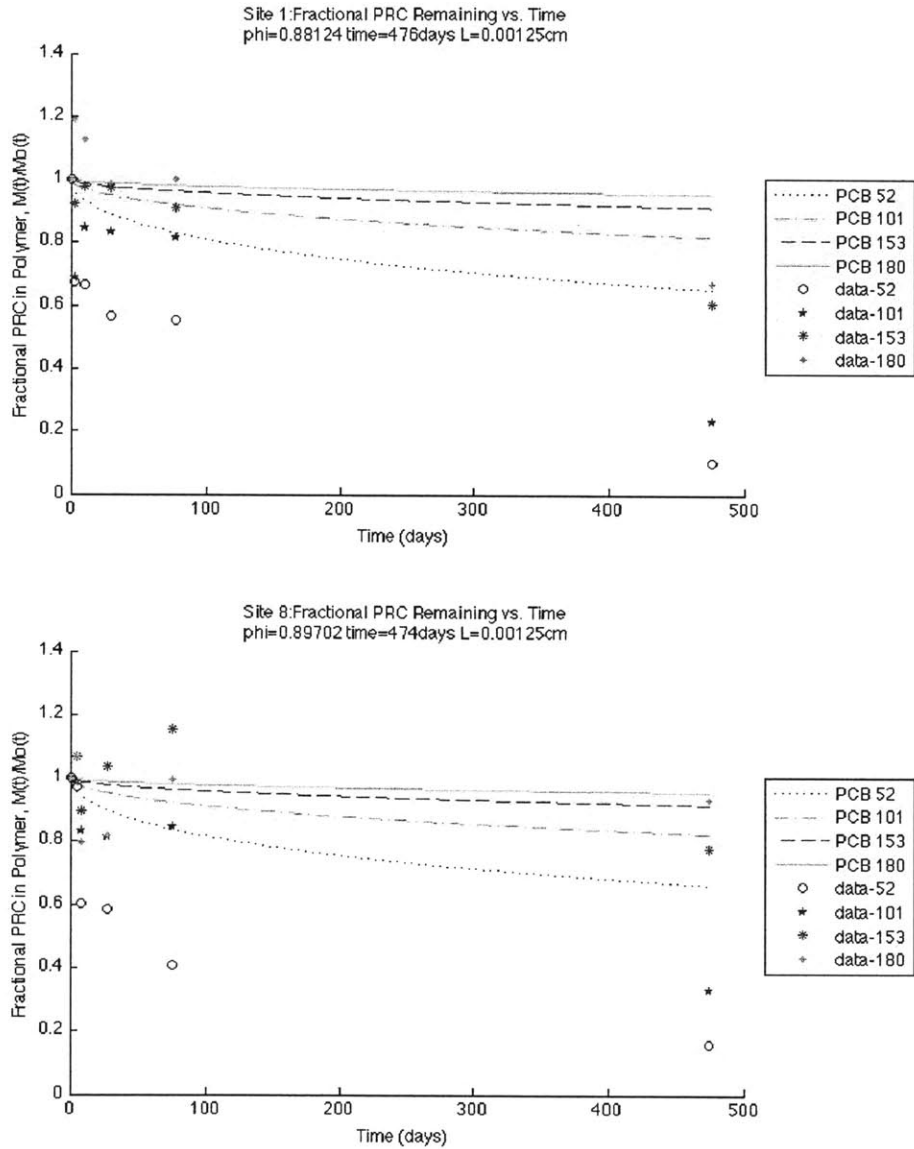 Site 1:Fractional PRC Remaining vs. Time
phi=0.88124 time=476days L=0.00125cm
1.4
1.2
1
0.8
0.6
0.4
0.2
0
Fractional PRC in Polymer, M(t)/Mo(t)
0
100
200
300
400
500
Time (days)
PCB 52
PCB 101
PCB 153
PCB 180
data-52
data-101
data-153
data-180
Site 8:Fractional PRC Remaining vs. Time
phi=0.89702 time=474days L=0.00125cm
1.4
1.2
1
0.8
0.6
0.4
0.2
0
Fractional PRC in Polymer, M(t)/Mo(t)
0
100
200
300
400
500
Time (days)
PCB 52
PCB 101
PCB 153
PCB 180
data-52
data-101
data-153
data-180